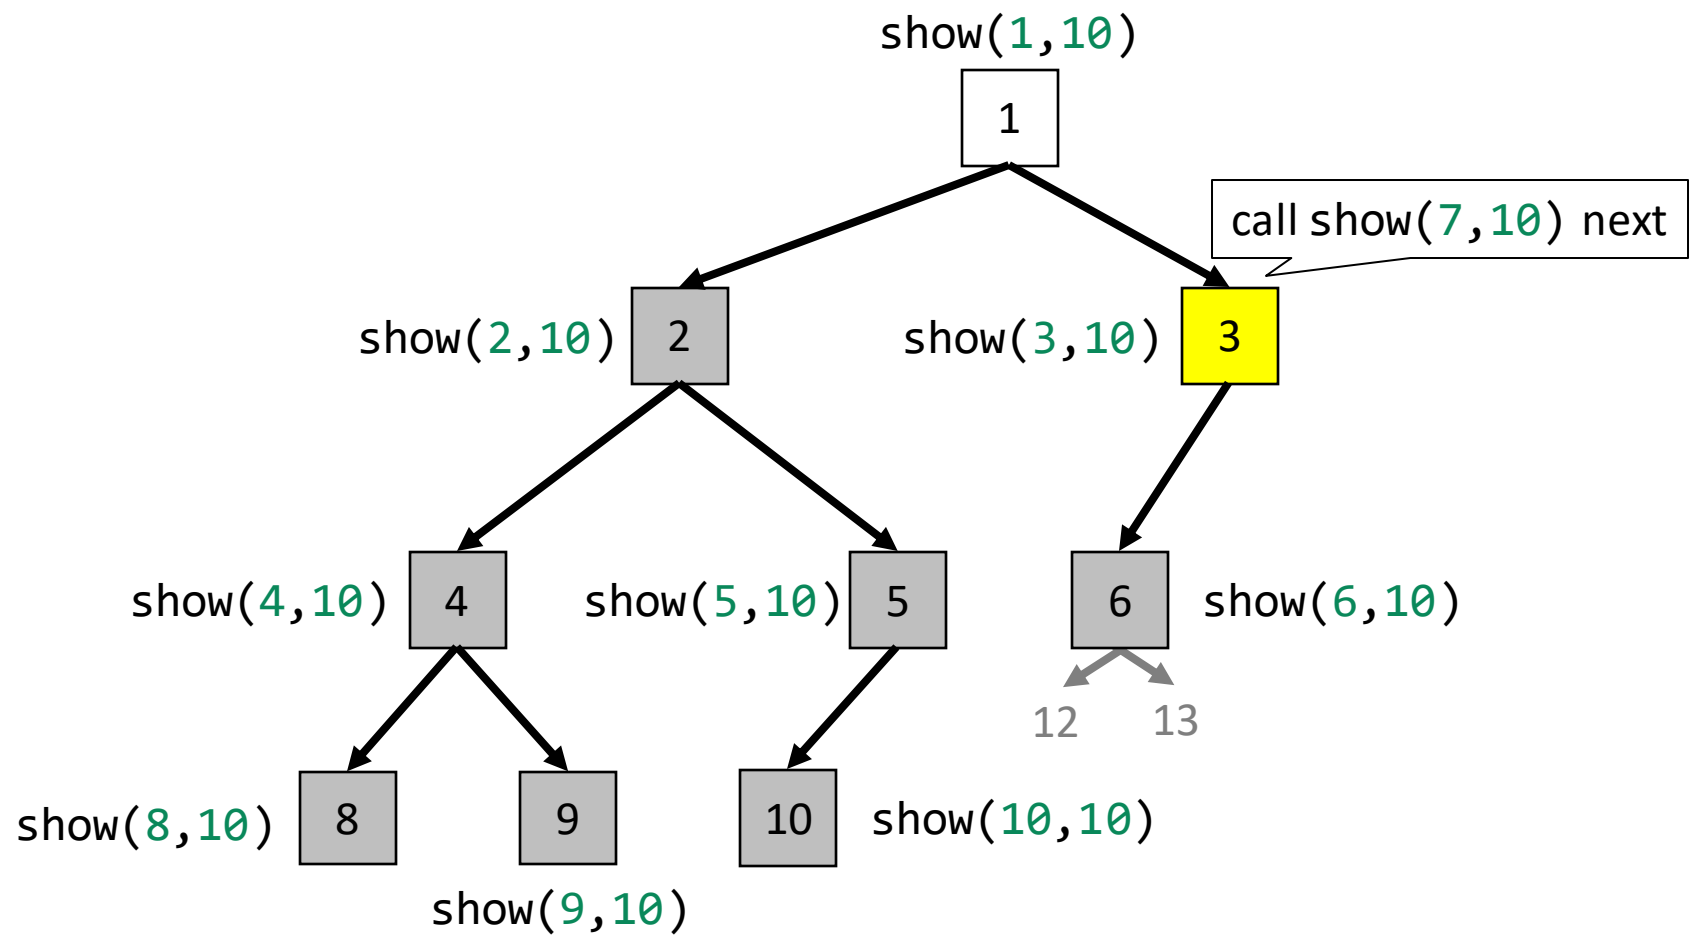 show(1,10)
1
call show(7,10) next
show(2,10)
2
show(3,10)
3
show(4,10)
4
show(5,10)
5
6
show(6,10)
12
13
show(8,10)
8
9
10
show(10,10)
show(9,10)